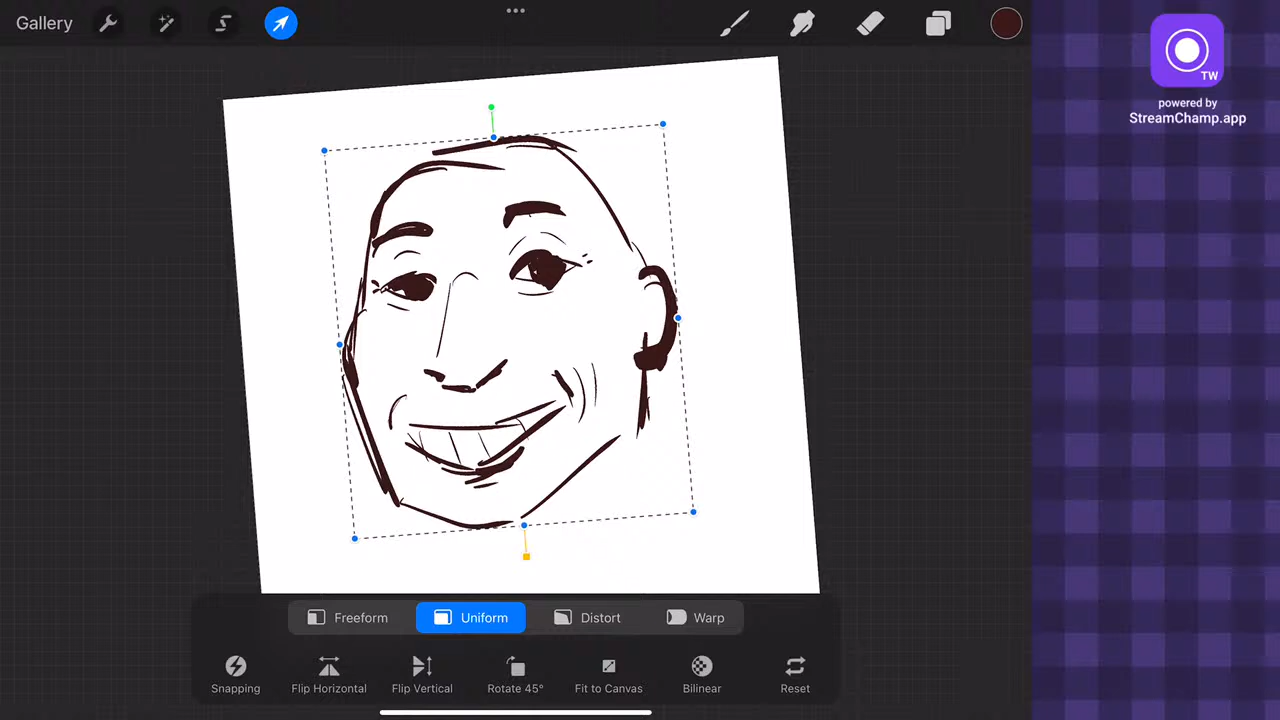 Gallery
TW
powered by
StreamChamp.app
Freeform
Uniform
Distort
Warp
Snapping
Flip Horizontal
Flip Vertical
Rotate 45°
Fit to Canvas
Bilinear
Reset